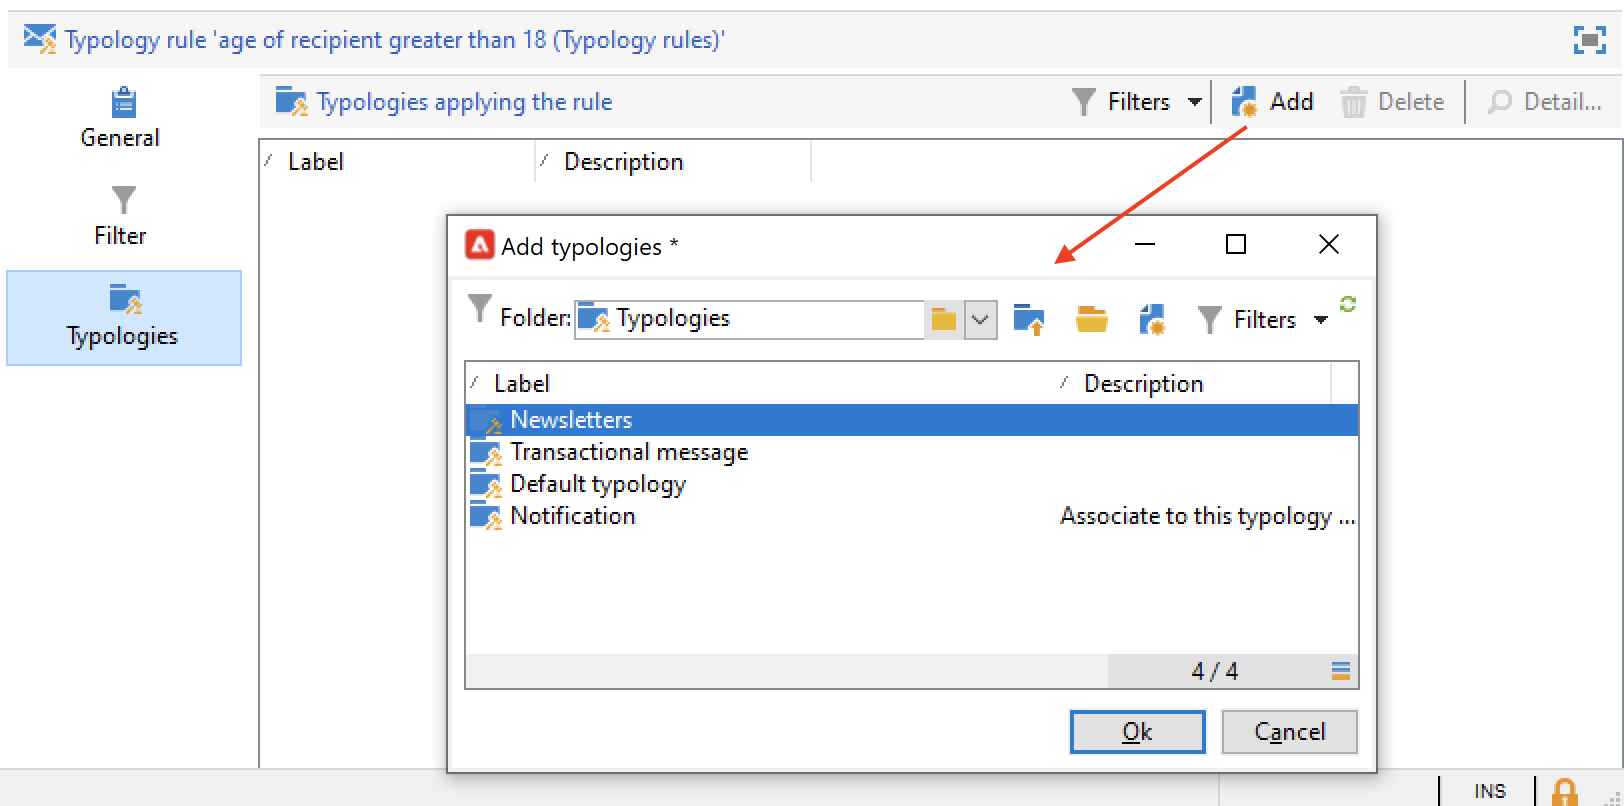 Typology rule 'age of recipient greater than 18 (Typology rules)'
General
Filter
Typologies
Typologies applying the rule
Filters
Add
Delete
Detail...
Label
Description
Add typologies *
Folder:
Typologies
Filters
Label
Description
Newsletters
Transactional message
Default typology
Notification
Associate to this typology ...
4 / 4
Ok
Cancel
INS